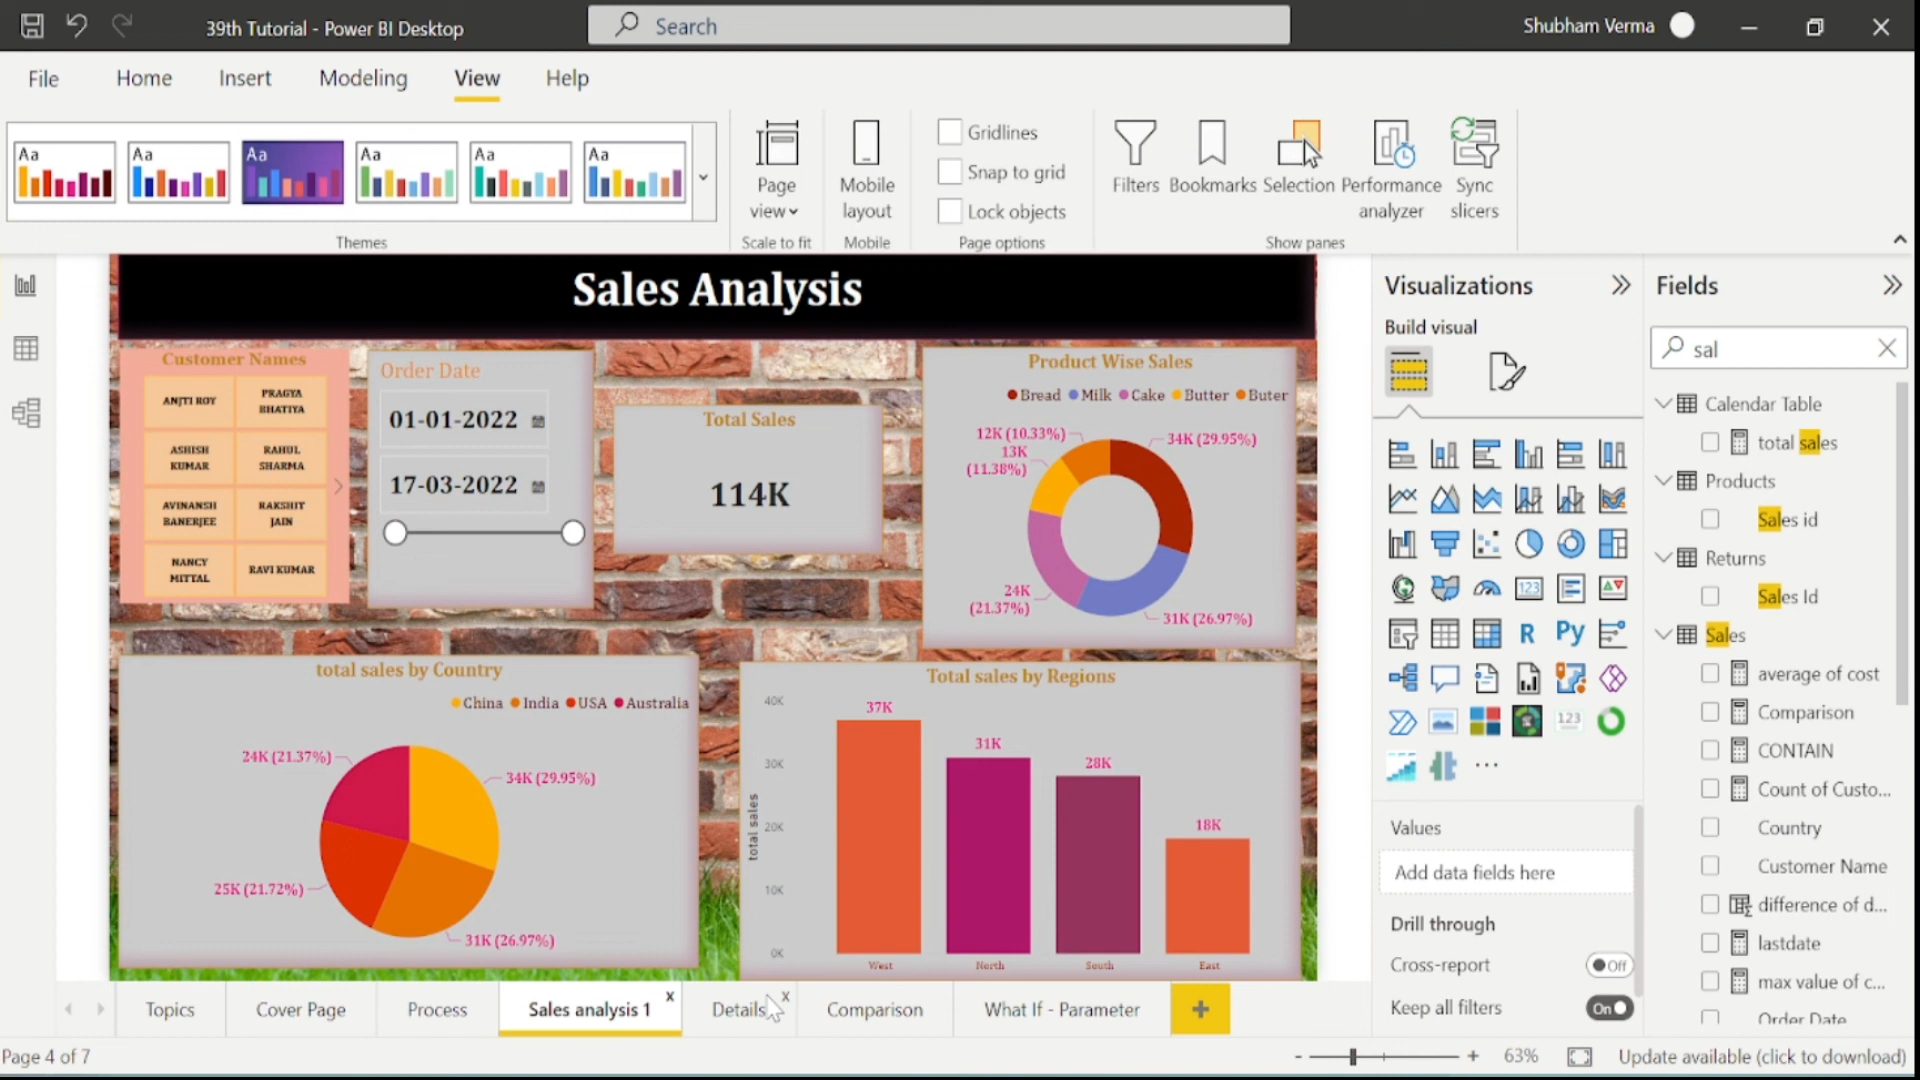 39th Tutorial - Power BI Desktop
Search
Shubham Verma
File
Home
Insert
Modeling
View
Help
Aa
Aa
Aa
Aa
Aa
Aa
Themes
Page
view
Scale to fit
Mobile
layout
Mobile
Gridlines
Snap to grid
Lock objects
Page options
Filters
Bookmarks
Selection
Performance
analyzer
Sync
slicers
Show panes
Sales Analysis
Customer Names
ANJTI ROY
PRAGYA
BHATIYA
ASHISH
KUMAR
RAHUL
SHARMA
AVINANSH
BANERJEE
RAKSHIT
JAIN
NANCY
MITTAL
RAVI KUMAR
Order Date
01-01-2022
17-03-2022
Total Sales
114K
Product Wise Sales
Bread
Milk
Cake
Butter
Buter
12K (10.33%)
13K
(11.38%)
34K (29.95%)
24K
(21.37%)
31K (26.97%)
total sales by Country
China
India
USA
Australia
24K (21.37%)
34K (29.95%)
25K (21.72%)
31K (26.97%)
Total sales by Regions
total sales
40K
30K
20K
10K
0K
37K
31K
28K
18K
West
North
South
East
Visualizations
Build visual
123
R
Py
123
Values
Add data fields here
Drill through
Cross-report
Off
Keep all filters
On
Fields
sal
Calendar Table
total sales
Products
Sales id
Returns
Sales Id
Sales
average of cost
Comparison
CONTAIN
Count of Custo...
Country
Customer Name
difference of d...
lastdate
max value of c...
Order Date
Topics
Cover Page
Process
Sales analysis 1
x
Details
x
Comparison
What If - Parameter
+
Page 4 of 7
-
+
63%
Update available (click to download)